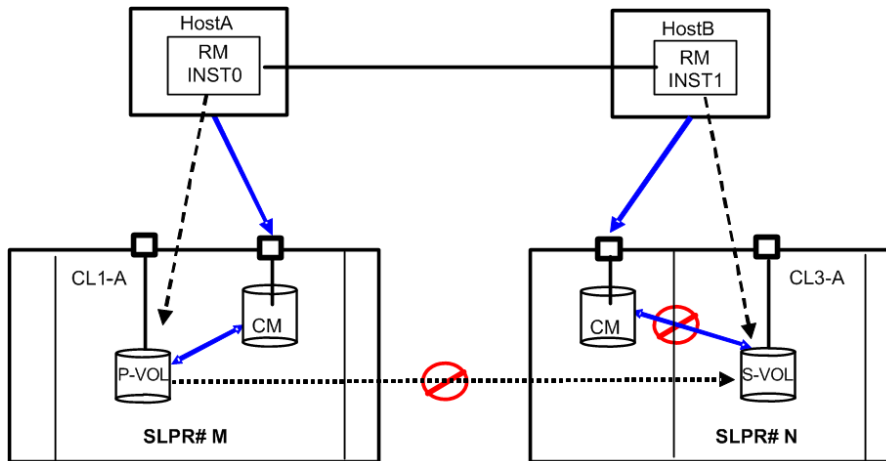 HostA
RM
INST0
HostB
RM
INST1
CL1-A
CM
P-VOL
SLPR# M
CL3-A
CM
S-VOL
SLPR# N